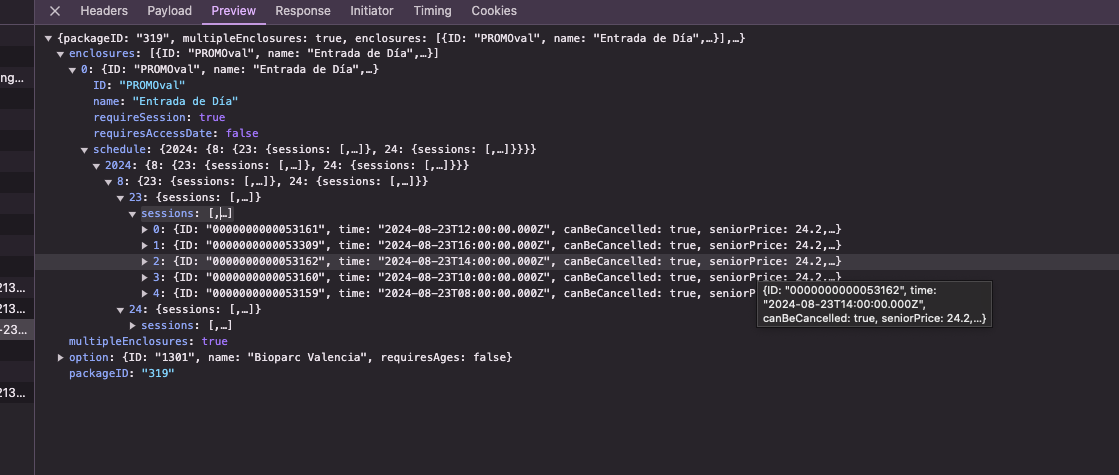 Headers Payload Preview Response Initiator Timing Cookies
{packageID: "319", multipleEnclosures: true, enclosures: [{ID: "PROMOval", name: "Entrada de Día",…}],…}
enclosures: [{ID: "PROMOval", name: "Entrada de Día",…}]
0: {ID: "PROMOval", name: "Entrada de Día",…}
ID: "PROMOval"
name: "Entrada de Día"
requireSession: true
requiresAccessDate: false
schedule: {2024: {8: {23: {sessions: [,…]}, 24: {sessions: [,…]}}}}
2024: {8: {23: {sessions: [,…]}, 24: {sessions: [,…]}}}
8: {23: {sessions: [,…]}, 24: {sessions: [,…]}}
23: {sessions: [,…]}
sessions: [,…]
0: {ID: "0000000000053161", time: "2024-08-23T12:00:00.000Z", canBeCancelled: true, seniorPrice: 24.2,…}
1: {ID: "0000000000053309", time: "2024-08-23T16:00:00.000Z", canBeCancelled: true, seniorPrice: 24.2,…}
2: {ID: "0000000000053162", time: "2024-08-23T14:00:00.000Z", canBeCancelled: true, seniorPrice: 24.2,…}
3: {ID: "0000000000053160", time: "2024-08-23T10:00:00.000Z", canBeCancelled: true, seniorPrice: 24.2,…}
4: {ID: "0000000000053159", time: "2024-08-23T08:00:00.000Z", canBeCancelled: true, seniorP
{ID: "0000000000053162", time:
"2024-08-23T14:00:00.000Z",
canBeCancelled: true, seniorPrice: 24.2,…}
24: {sessions: [,…]}
sessions: [,…]
multipleEnclosures: true
option: {ID: "1301", name: "Bioparc Valencia", requiresAges: false}
packageID: "319"
ng...
213...
213...
-23...
213...